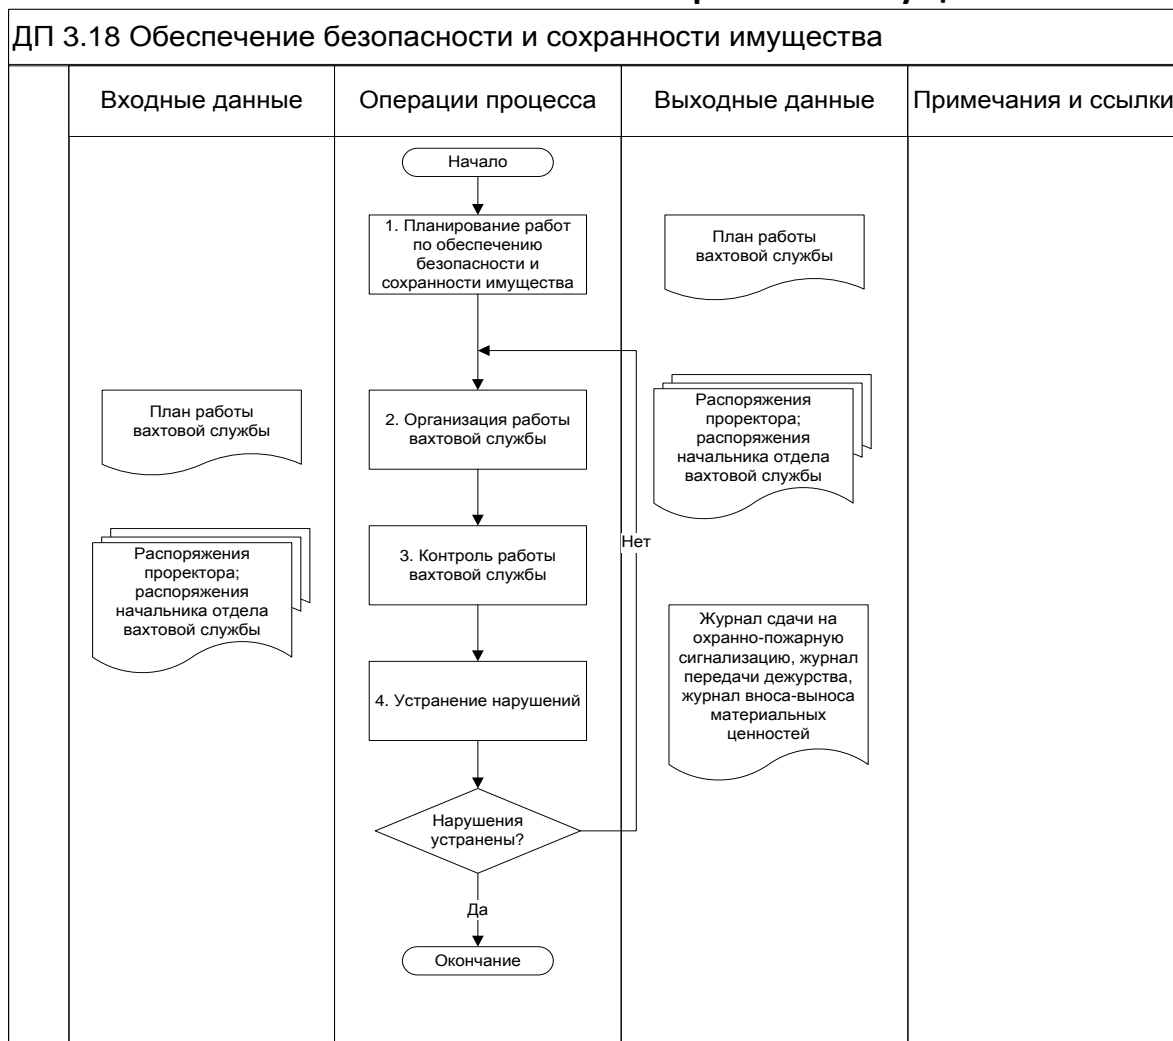 ДП 3.18 Обеспечение безопасности и сохранности имущества
Входные данные
Операции процесса
Выходные данные
Примечания и ссылки
Начало
1. Планирование работ
по обеспечению
безопасности и
сохранности имущества
План работы
вахтовой службы
План работы
вахтовой службы
2. Организация работы
вахтовой службы
Распоряжения
проректора;
распоряжения
начальника отдела
вахтовой службы
Распоряжения
проректора;
распоряжения
начальника отдела
вахтовой службы
3. Контроль работы
вахтовой службы
Нет
4. Устранение нарушений
Журнал сдачи на
охранно-пожарную
сигнализацию, журнал
передачи дежурства,
журнал вноса-выноса
материальных
ценностей
Нарушения
устранены?
Да
Окончание